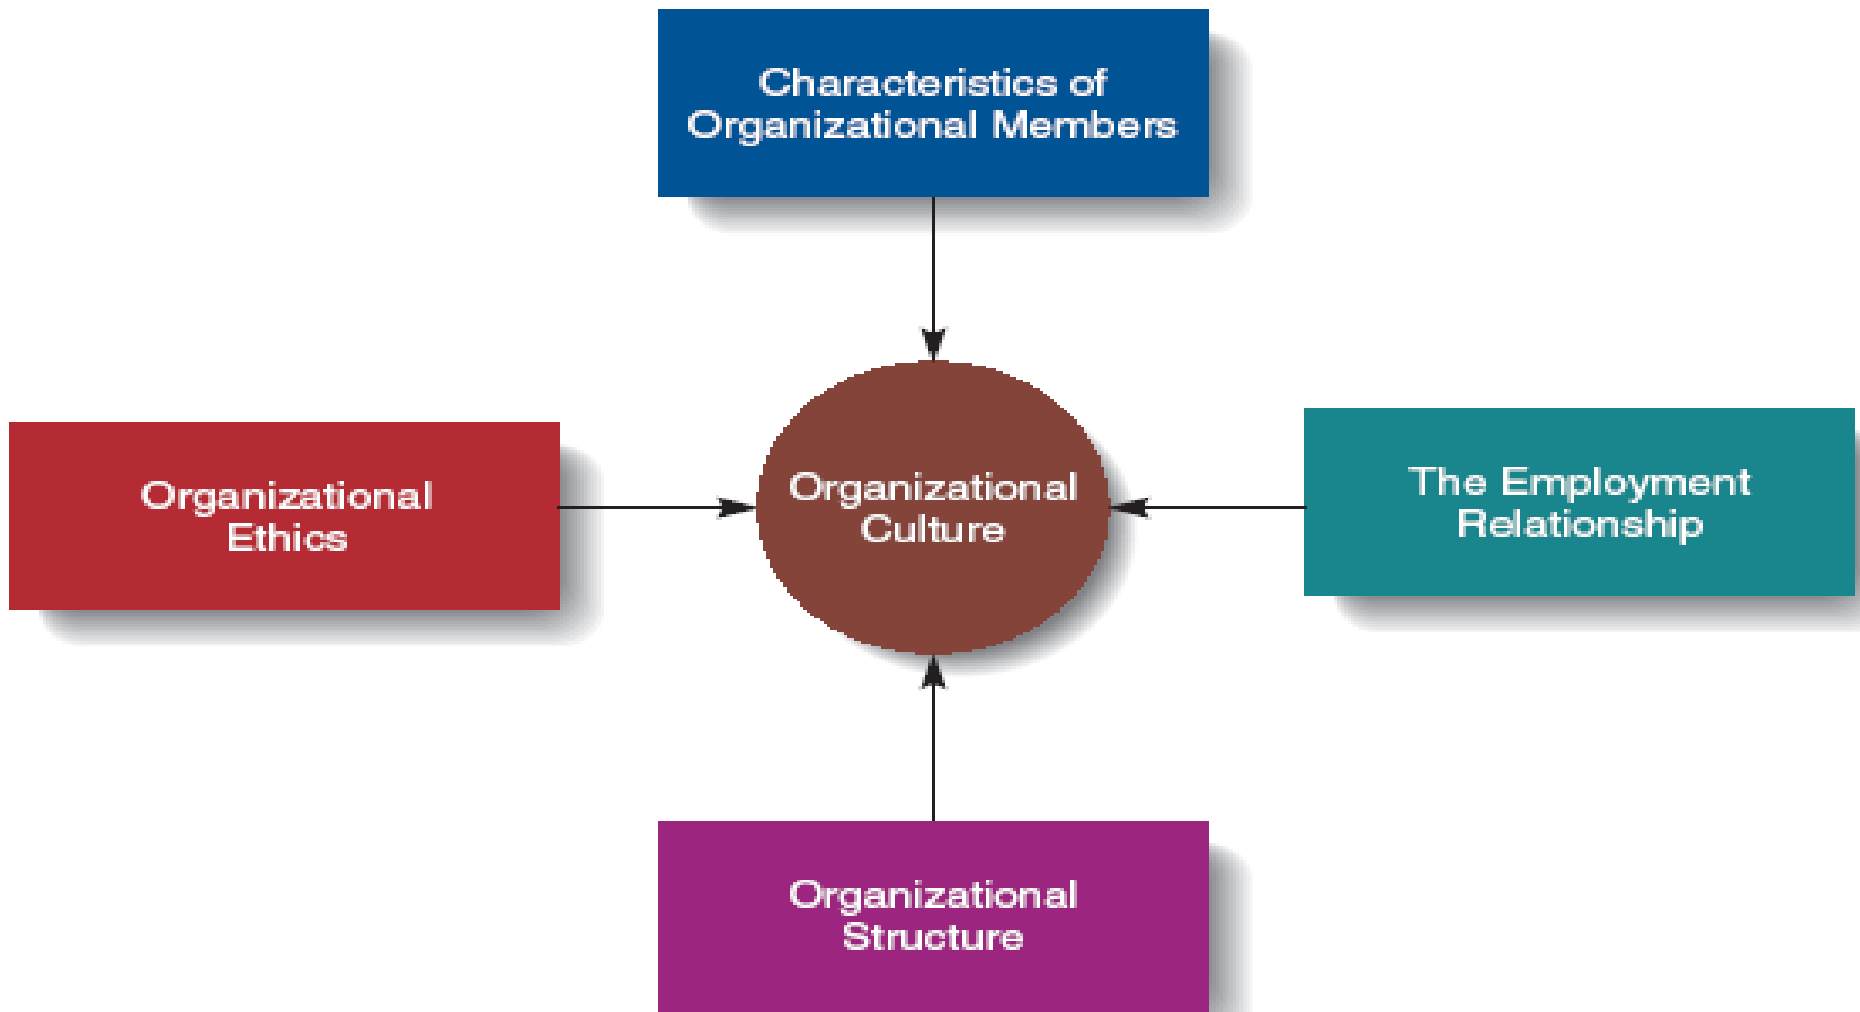 Characteristics of
Organizational Members
Organizational
Ethics
Organizational
Culture
The Employment
Relationship
Organizational
Structure